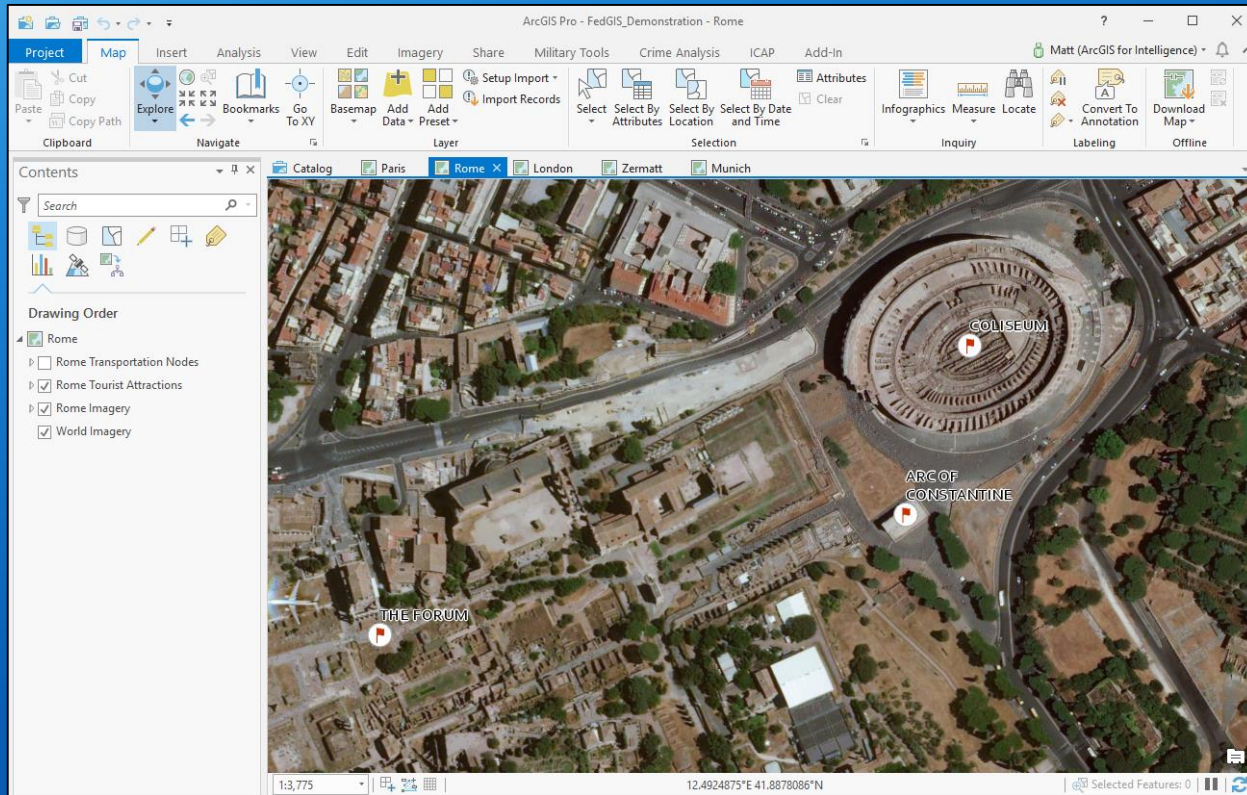 ArcGIS Pro - FedGIS_Demonstration - Rome
?
Project Map Insert Analysis View Edit Imagery Share Military Tools Crime Analysis ICAP Add-In Matt (ArcGIS for Intelligence)
Paste
Cut
Copy
Copy Path
Clipboard
Explore
Bookmarks
Go To XY
Navigate
Basemap
Add Data
Add Preset
Setup Import
Import Records
Layer
Select
Select By Attributes
Select By Location
Select By Date and Time
Attributes
Clear
Selection
Infographics
Measure
Locate
Inquiry
Convert To Annotation
Labeling
Download Map
Offline
Contents
Search
Drawing Order
Rome
Rome Transportation Nodes
Rome Tourist Attractions
Rome Imagery
World Imagery
Catalog Paris Rome London Zermatt Munich
COLISEUM
ARC OF
CONSTANTINE
THE FORUM
1:3,775
12.4924875°E 41.8878086°N
Selected Features: 0